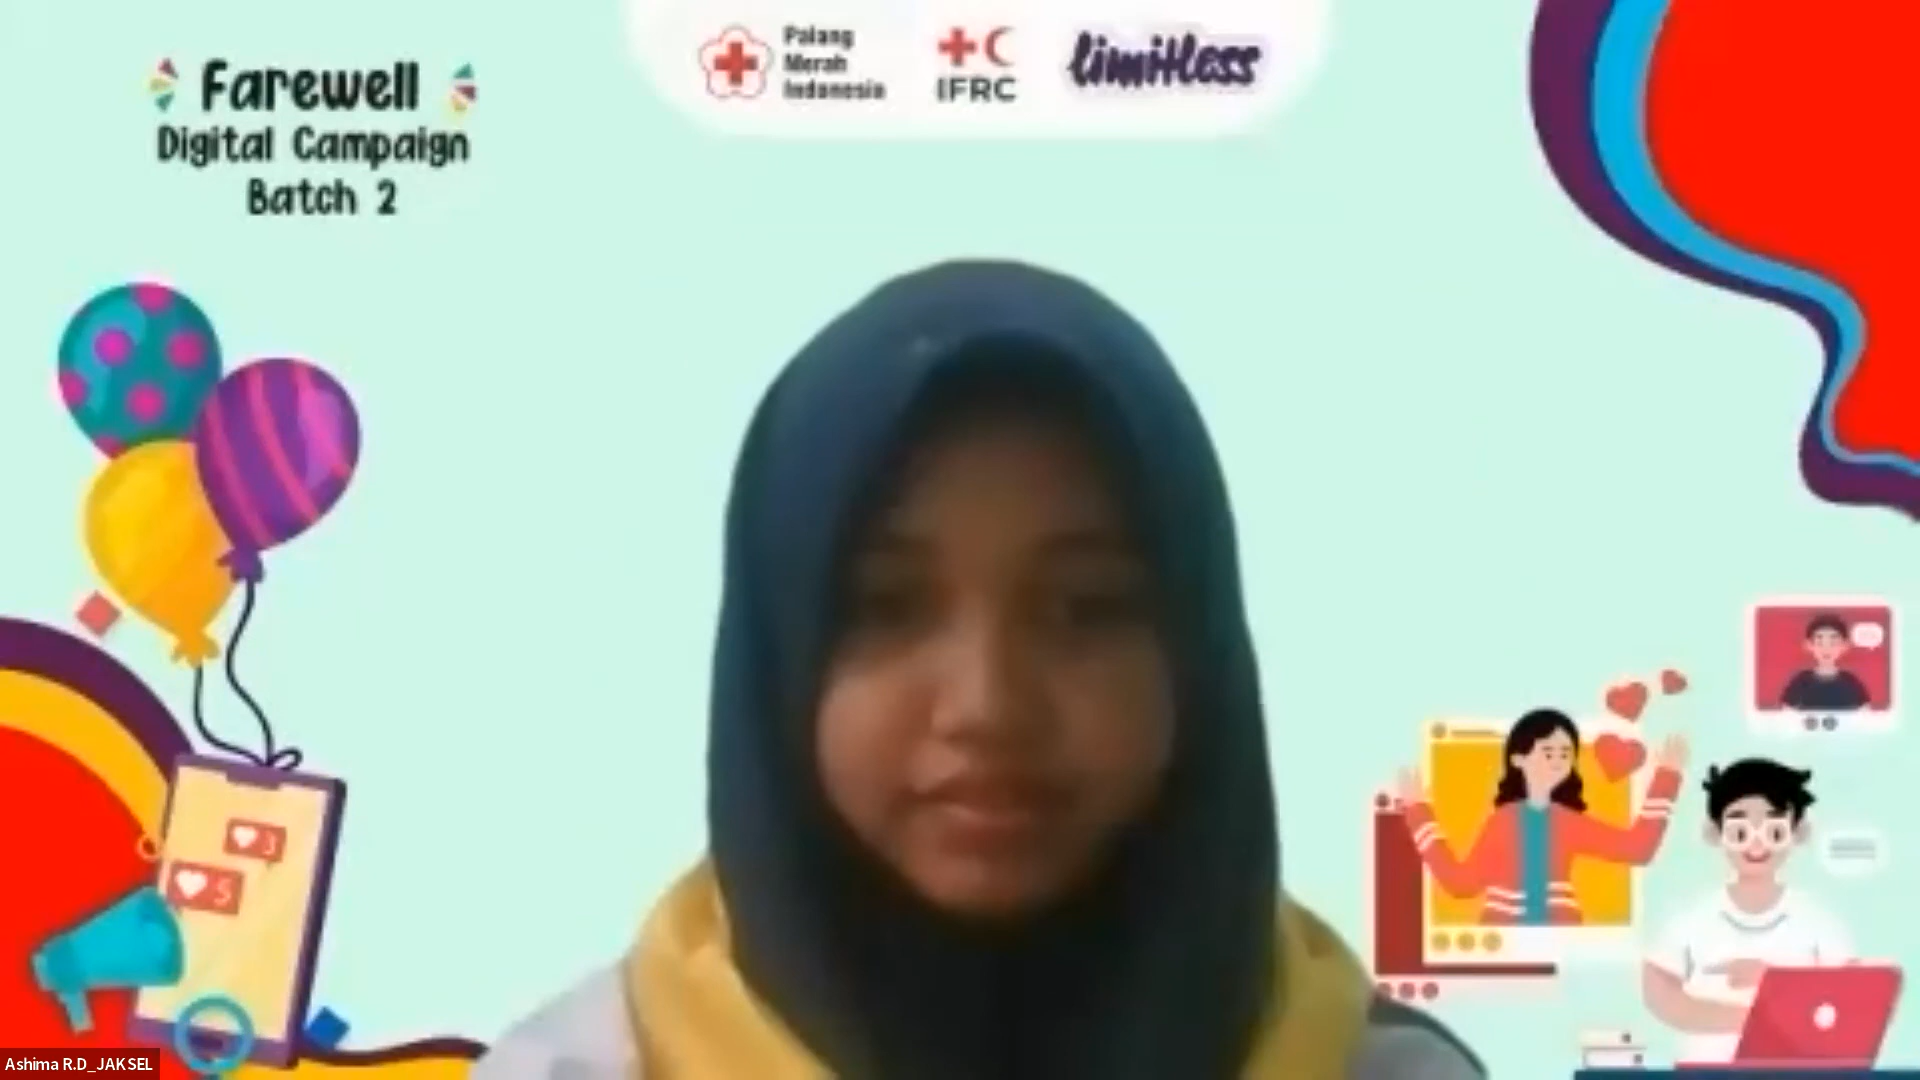 Farewell
Digital Campaign
Batch 2
Palang
Merah
Indonesia
IFRC
limitless
3
5
Ashima R.D_JAKSEL